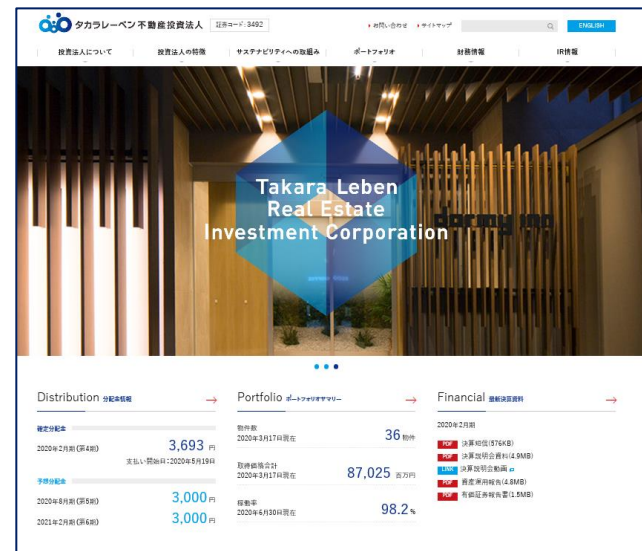 タカラレーベン不動産投資法人 証券コード:3492
お問い合わせ サイトマップ ENGLISH
投資法人について 投資法人の特徴 サステナビリティへの取組み ポートフォリオ 財務情報 IR情報
Takara Leben
Real Estate
Investment Corporation
dormy inn
Distribution 分配金情報 →
確定分配金
2020年2月期(第4期) 3,693 円
支払い開始日:2020年5月19日
予想分配金
2020年8月期(第5期) 3,000 円
2021年2月期(第6期) 3,000 円
Portfolio ポートフォリオサマリー →
物件数
2020年3月17日現在 36 物件
取得価格合計
2020年3月17日現在 87,025 百万円
稼働率
2020年6月30日現在 98.2 %
Financial 最新決算資料 →
2020年2月期
PDF 決算短信(576KB)
PDF 決算説明会資料(4.9MB)
LINK 決算説明会動画
PDF 資産運用報告(4.8MB)
PDF 有価証券報告書(1.5MB)